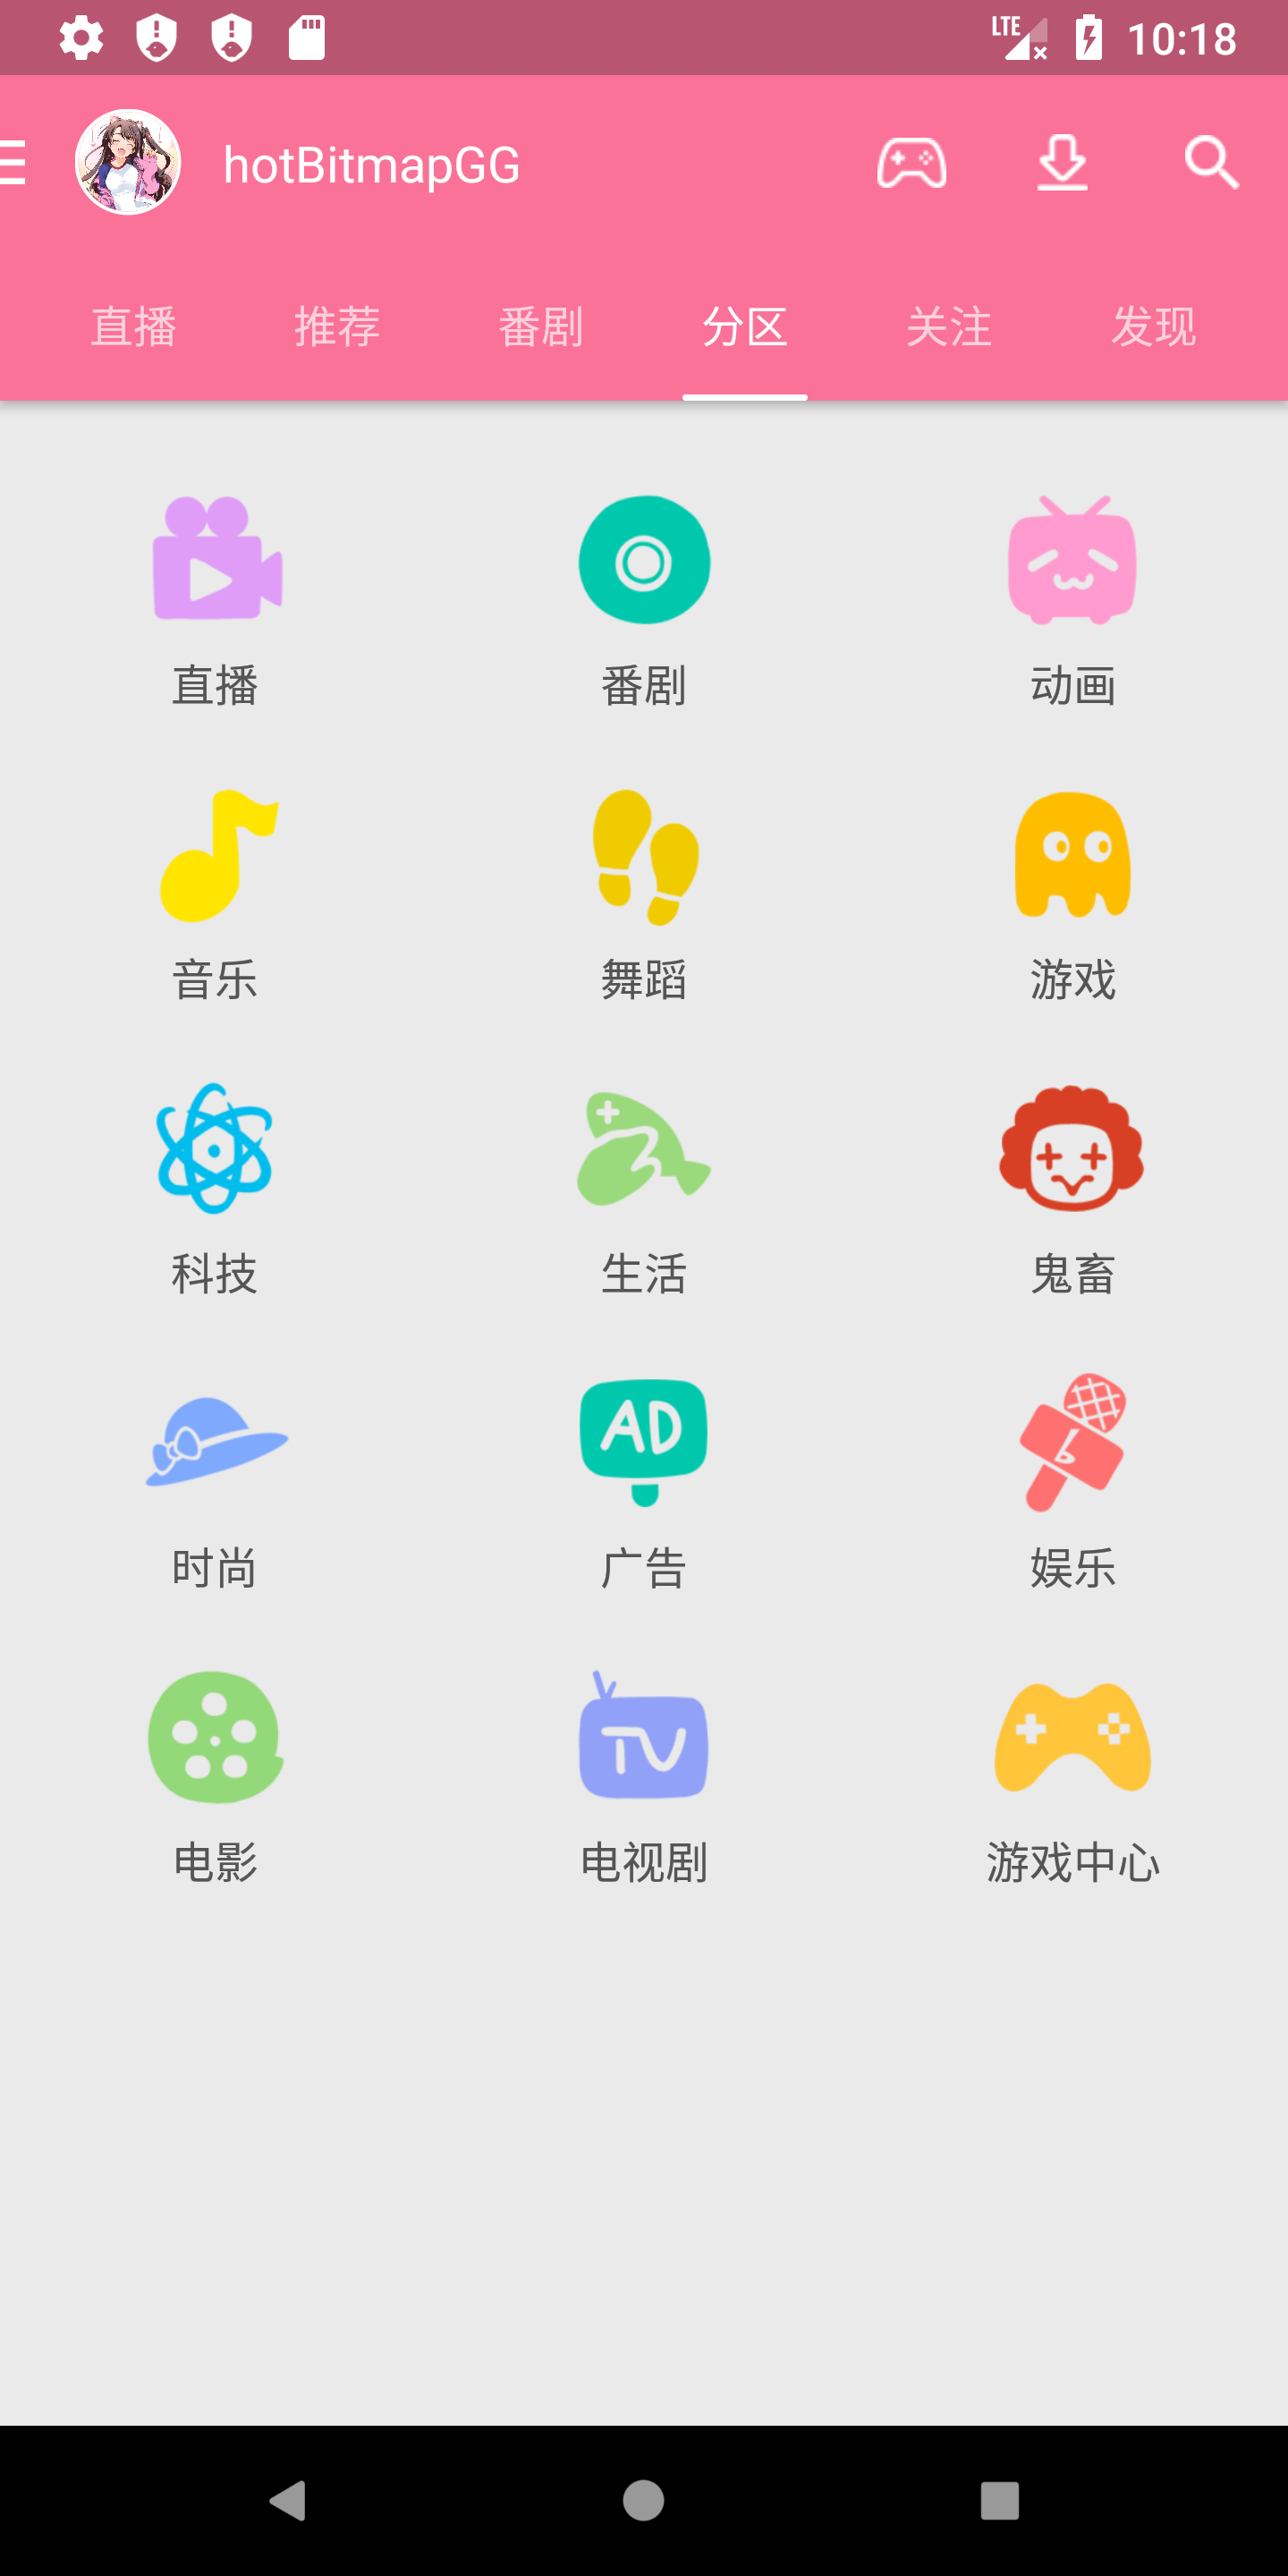 LTE 10:18
hotBitmapGG
直播 推荐 番剧 分区 关注 发现
直播 番剧 动画
音乐 舞蹈 游戏
科技 生活 鬼畜
AD
时尚 广告 娱乐
TV
电影 电视剧 游戏中心